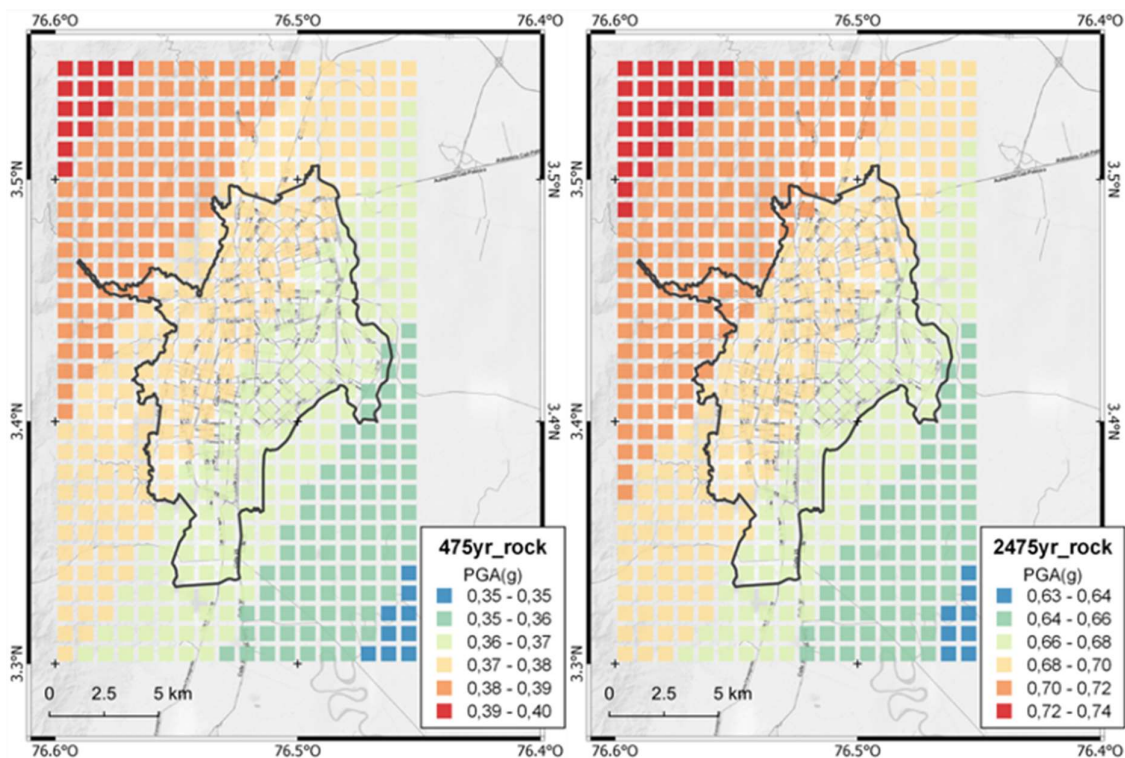 76.6°O 76.5°O 76.4°O
3.5°N
3.4°N
3.3°N
3.5°N
3.4°N
3.3°N
475yr_rock
PGA(g)
0,35 - 0,35
0,35 - 0,36
0,36 - 0,37
0,37 - 0,38
0,38 - 0,39
0,39 - 0,40
0 2.5 5 km
76.6°O 76.5°O 76.4°O
76.6°O 76.5°O 76.4°O
3.5°N
3.4°N
3.3°N
3.5°N
3.4°N
3.3°N
2475yr_rock
PGA(g)
0,63 - 0,64
0,64 - 0,66
0,66 - 0,68
0,68 - 0,70
0,70 - 0,72
0,72 - 0,74
0 2.5 5 km
76.6°O 76.5°O 76.4°O